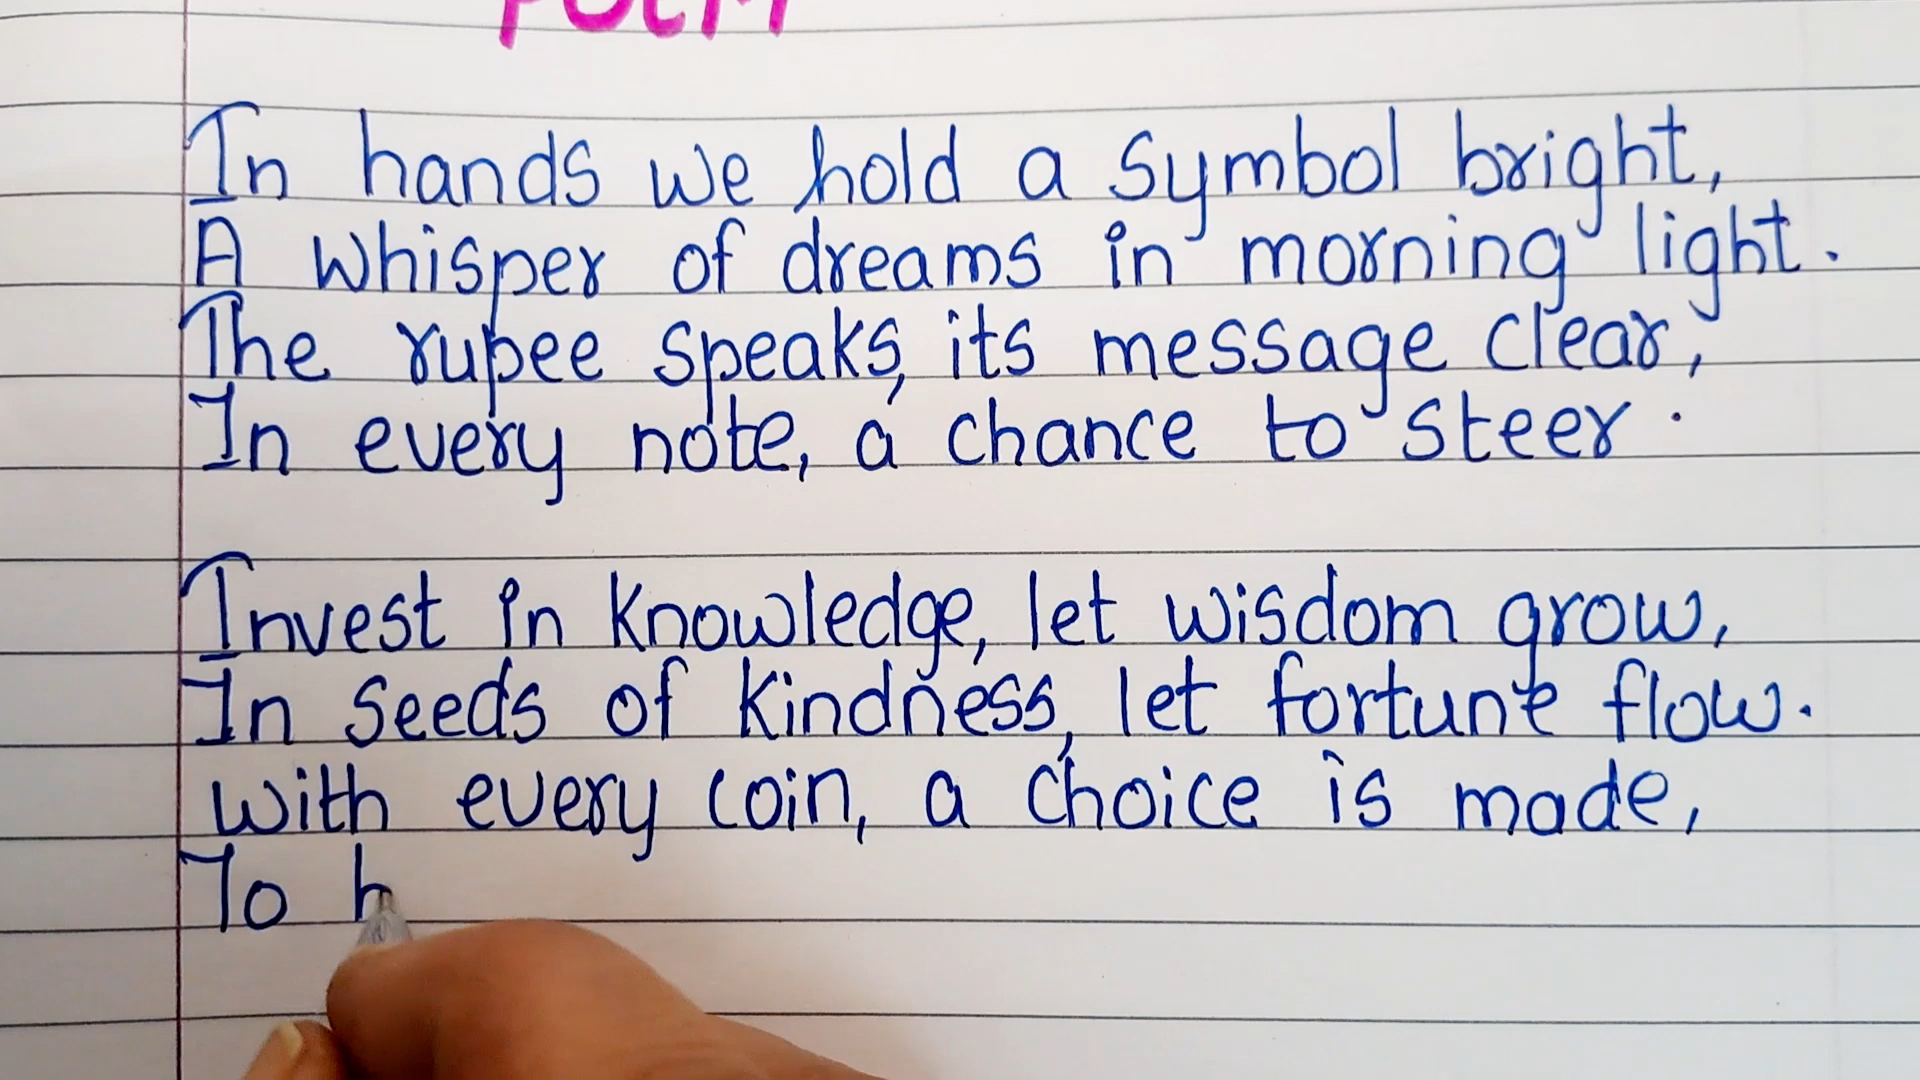 POEM
In hands we hold a symbol bright,
A whisper of dreams in morning light.
The rupee speaks, its message clear,
In every note, a chance to steer.
Invest in knowledge, let wisdom grow,
In seeds of kindness, let fortune flow.
with every coin, a choice is made,
To h